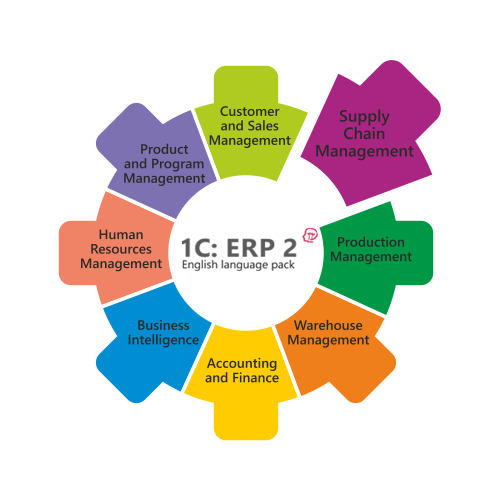 Customer
and Sales
Management
Supply
Chain
Management
Product
and Program
Management
Human
Resources
Management
1C: ERP 2
English language pack
Production
Management
Business
Intelligence
Warehouse
Management
Accounting
and Finance